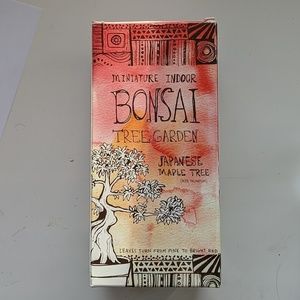 MINIATURE INDOOR
BONSAI
TREE GARDEN
JAPANESE
MAPLE TREE
LEAVES TURN FROM PINK TO BRIGHT RED